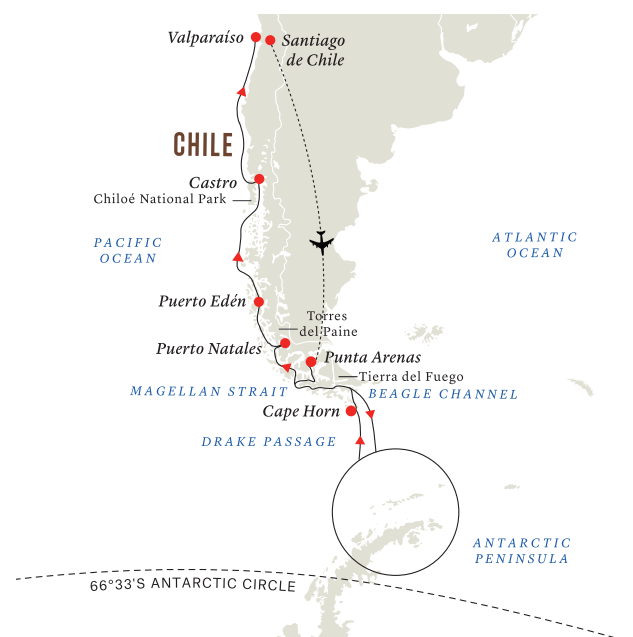 Valparaíso
Santiago
de Chile
CHILE
Castro
Chiloé National Park
PACIFIC
OCEAN
ATLANTIC
OCEAN
Puerto Edén
Torres
del Paine
Puerto Natales
Punta Arenas
Tierra del Fuego
MAGELLAN STRAIT
BEAGLE CHANNEL
Cape Horn
DRAKE PASSAGE
ANTARCTIC
PENINSULA
66°33'S ANTARCTIC CIRCLE